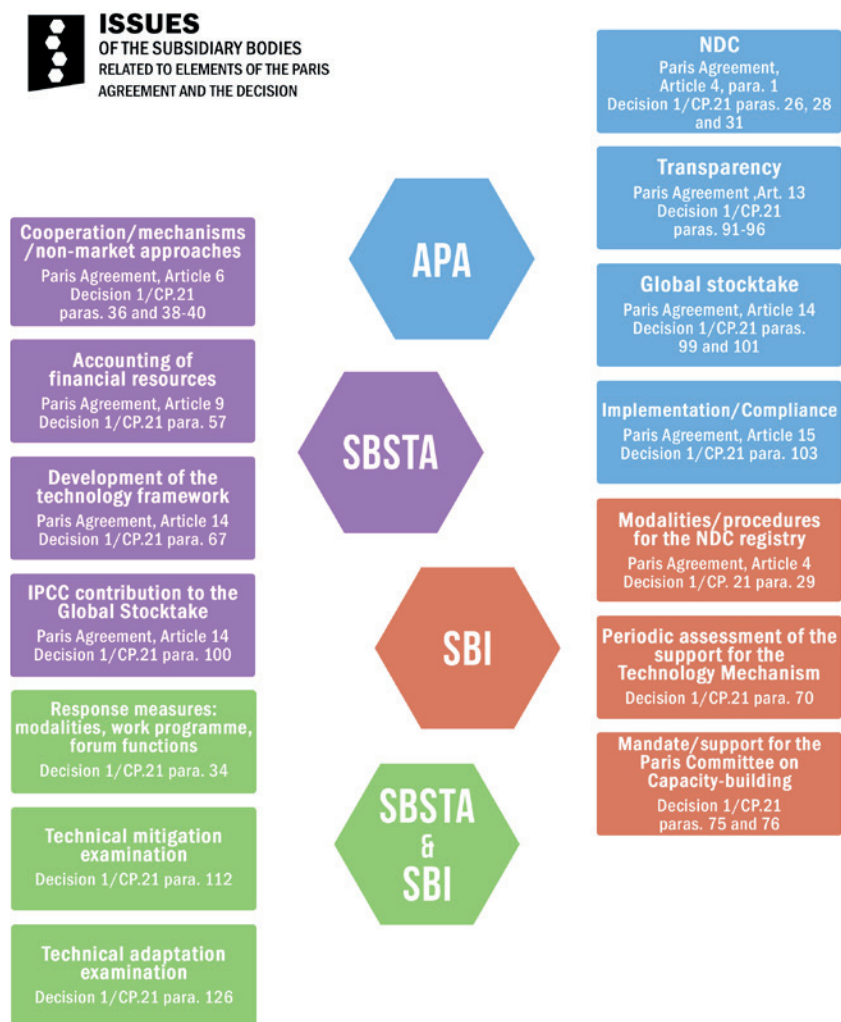 ISSUES
OF THE SUBSIDIARY BODIES
RELATED TO ELEMENTS OF THE PARIS
AGREEMENT AND THE DECISION
NDC
Paris Agreement,
Article 4, para. 1
Decision 1/CP.21 paras. 26, 28
and 31
Transparency
Paris Agreement ,Art. 13
Decision 1/CP.21
paras. 91-96
Global stocktake
Paris Agreement, Article 14
Decision 1/CP.21 paras.
99 and 101
Implementation/Compliance
Paris Agreement, Article 15
Decision 1/CP.21 para. 103
Modalities/procedures
for the NDC registry
Paris Agreement, Article 4
Decision 1/CP. 21 para. 29
Periodic assessment of the
support for the
Technology Mechanism
Decision 1/CP.21 para. 70
Mandate/support for the
Paris Committee on
Capacity-building
Decision 1/CP.21
paras. 75 and 76
APA
SBSTA
SBI
SBSTA
&
SBI
Cooperation/mechanisms
/non-market approaches
Paris Agreement, Article 6
Decision 1/CP.21
paras. 36 and 38-40
Accounting of
financial resources
Paris Agreement, Article 9
Decision 1/CP.21 para. 57
Development of the
technology framework
Paris Agreement, Article 14
Decision 1/CP.21 para. 67
IPCC contribution to the
Global Stocktake
Paris Agreement, Article 14
Decision 1/CP.21 para. 100
Response measures:
modalities, work programme,
forum functions
Decision 1/CP.21 para. 34
Technical mitigation
examination
Decision 1/CP.21 para. 112
Technical adaptation
examination
Decision 1/CP.21 para. 126